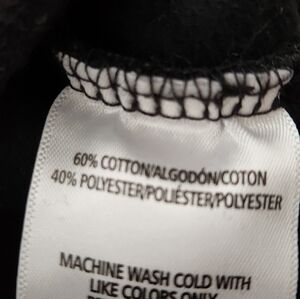 60% COTTON/ALGODÓN/COTON
40% POLYESTER/POLIÉSTER/POLYESTER
MACHINE WASH COLD WITH
LIKE COLORS ONLY